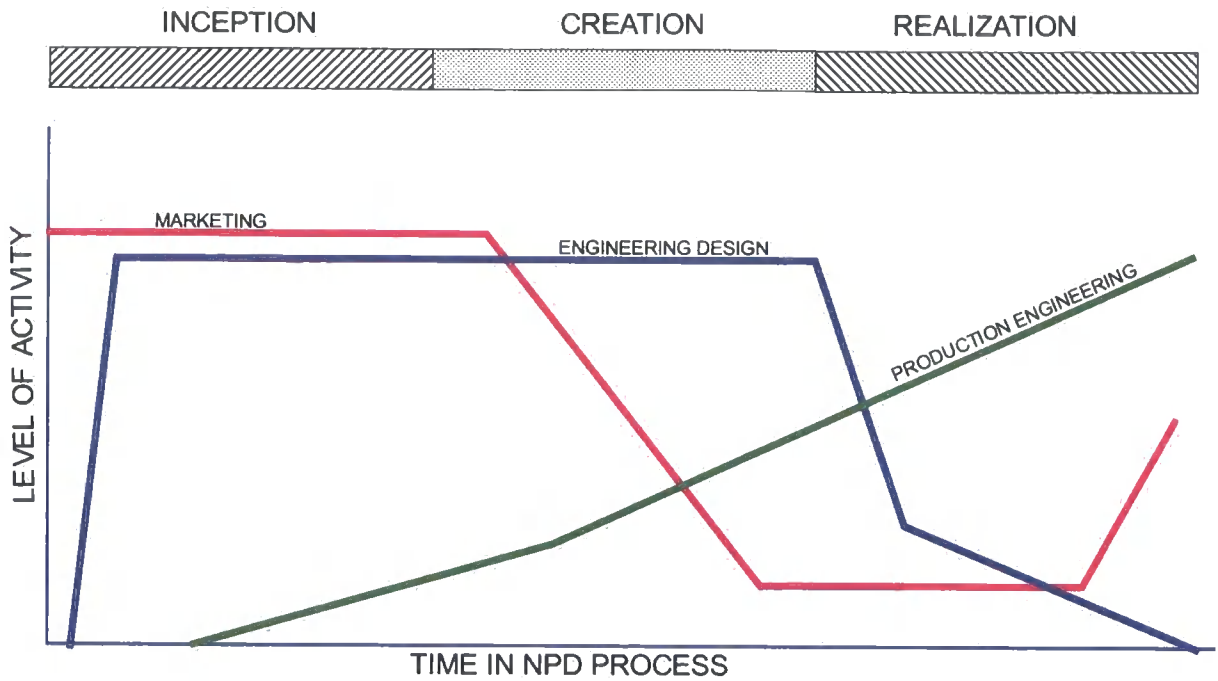 INCEPTION
CREATION
REALIZATION
MARKETING
ENGINEERING DESIGN
PRODUCTION ENGINEERING
LEVEL OF ACTIVITY
TIME IN NPD PROCESS